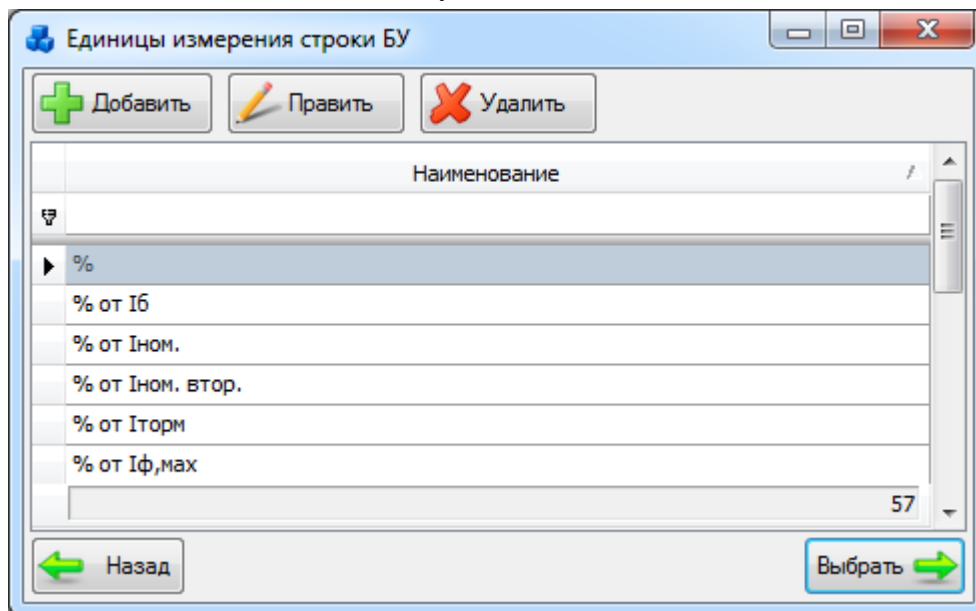 Единицы измерения строки БУ
Добавить Править Удалить
Наименование
%
% от Iб
% от Iном.
% от Iном. втор.
% от Iторм
% от Iф,мах
57
Назад Выбрать